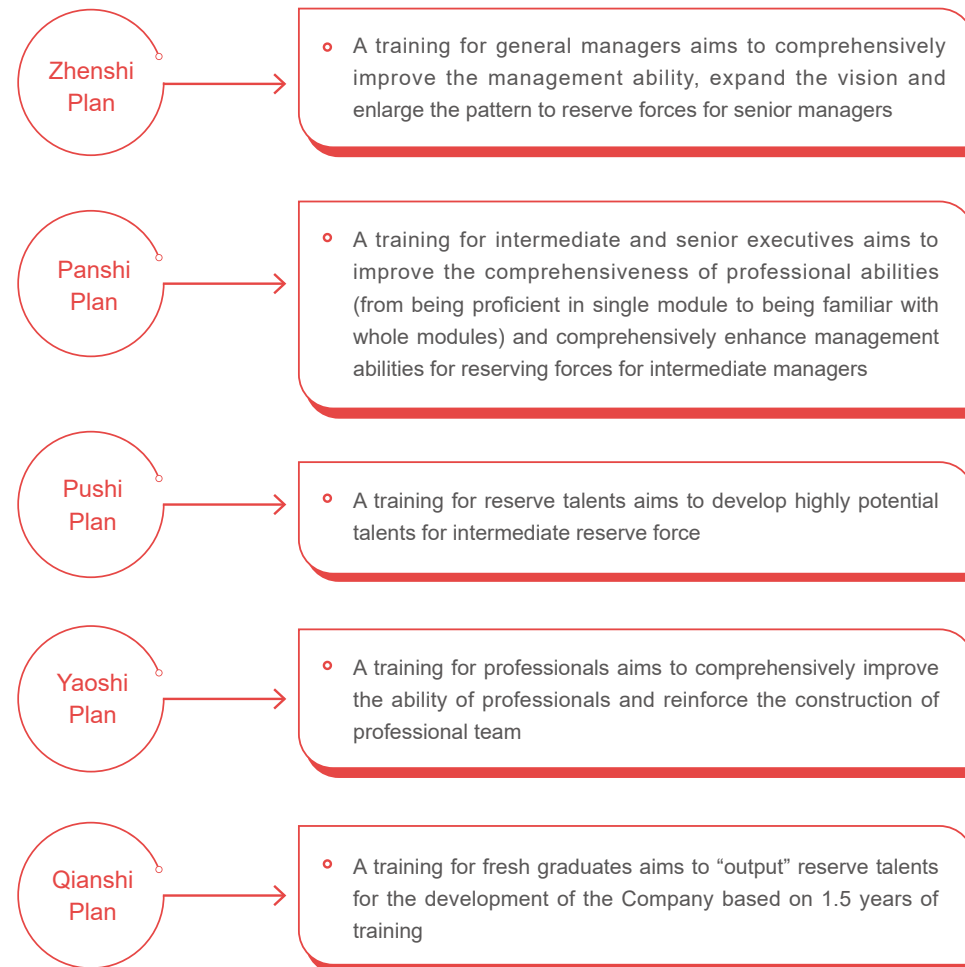 Zhenshi
Plan
A training for general managers aims to comprehensively
improve the management ability, expand the vision and
enlarge the pattern to reserve forces for senior managers
Panshi
Plan
A training for intermediate and senior executives aims to
improve the comprehensiveness of professional abilities
(from being proficient in single module to being familiar with
whole modules) and comprehensively enhance management
abilities for reserving forces for intermediate managers
Pushi
Plan
A training for reserve talents aims to develop highly potential
talents for intermediate reserve force
Yaoshi
Plan
A training for professionals aims to comprehensively improve
the ability of professionals and reinforce the construction of
professional team
Qianshi
Plan
A training for fresh graduates aims to “output” reserve talents
for the development of the Company based on 1.5 years of
training